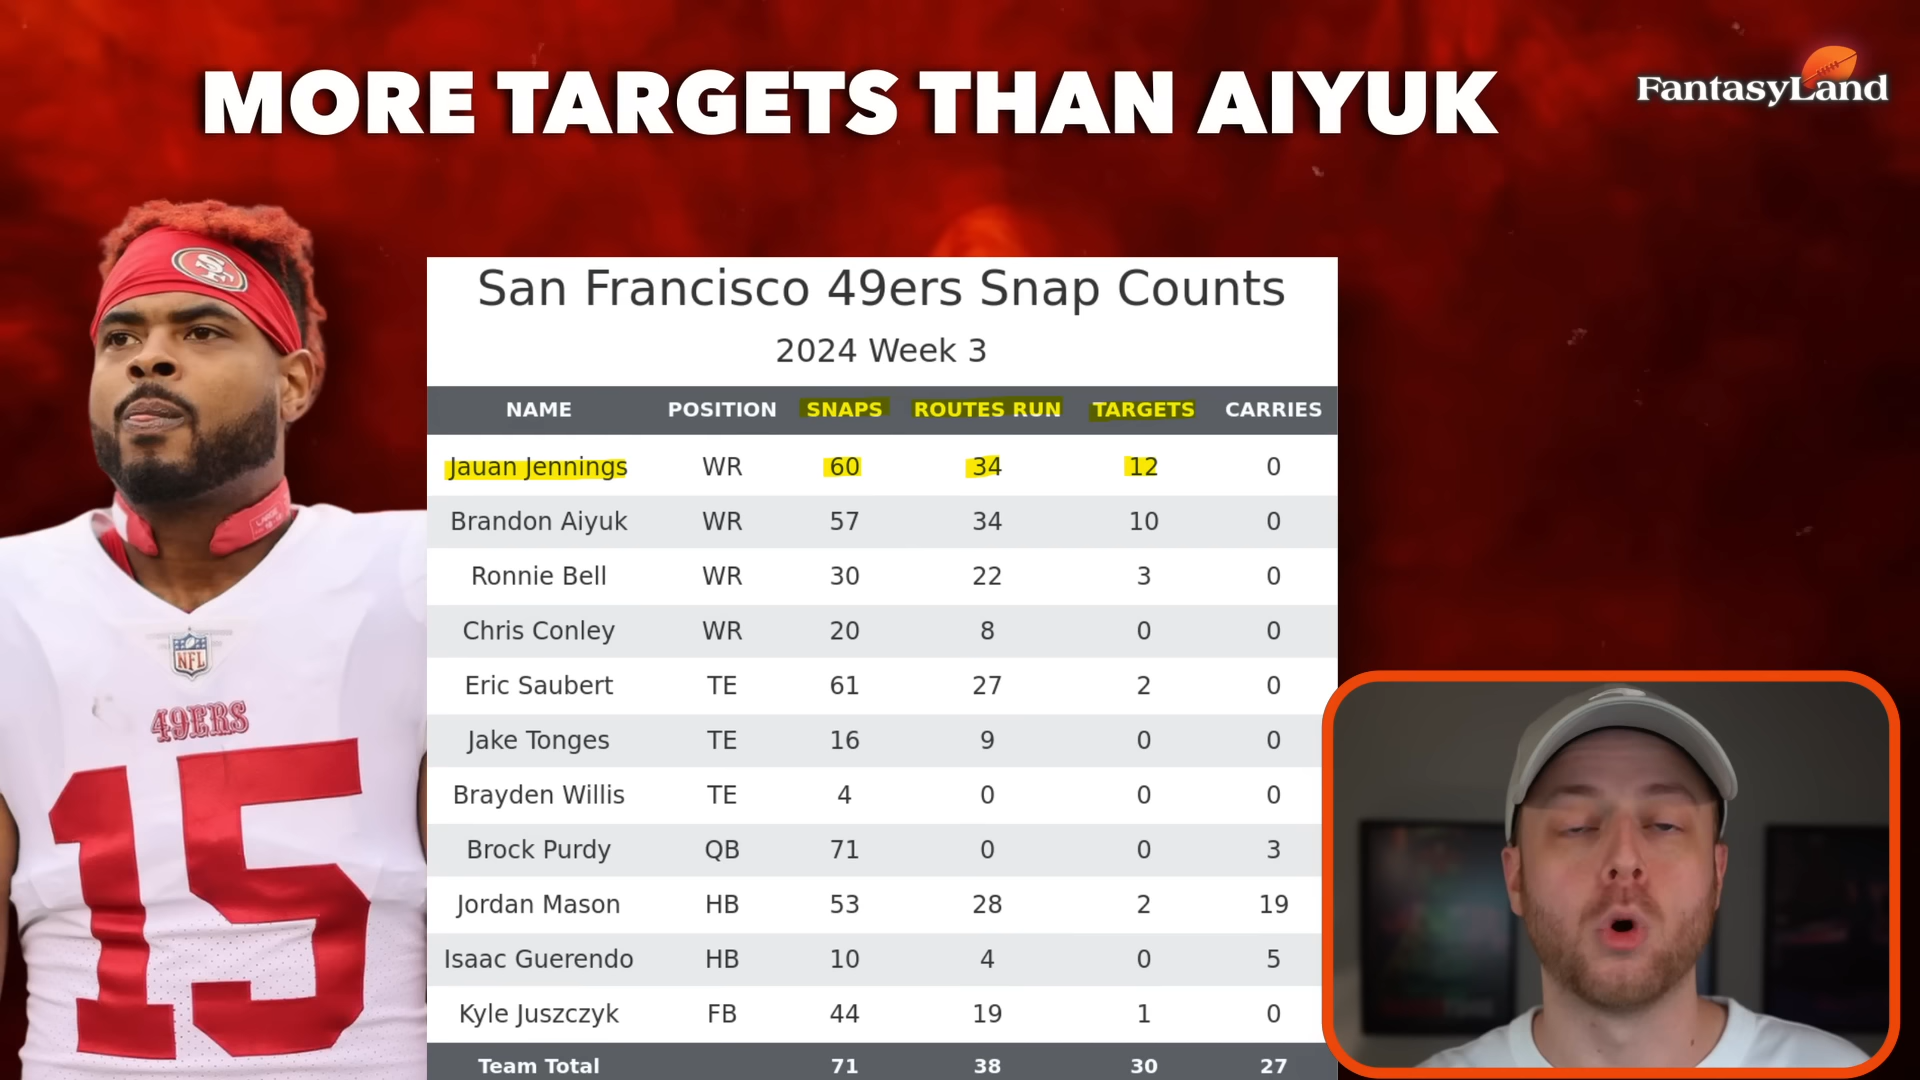 MORE TARGETS THAN AIYUK
FantasyLand
San Francisco 49ers Snap Counts
2024 Week 3
NAME POSITION SNAPS ROUTES RUN TARGETS CARRIES
Jauan Jennings WR 60 34 12 0
Brandon Aiyuk WR 57 34 10 0
Ronnie Bell WR 30 22 3 0
Chris Conley WR 20 8 0 0
Eric Saubert TE 61 27 2 0
Jake Tonges TE 16 9 0 0
Brayden Willis TE 4 0 0 0
Brock Purdy QB 71 0 0 3
Jordan Mason HB 53 28 2 19
Isaac Guerendo HB 10 4 0 5
Kyle Juszczyk FB 44 19 1 0
Team Total 71 38 30 27
SF
NFL
49ERS
15